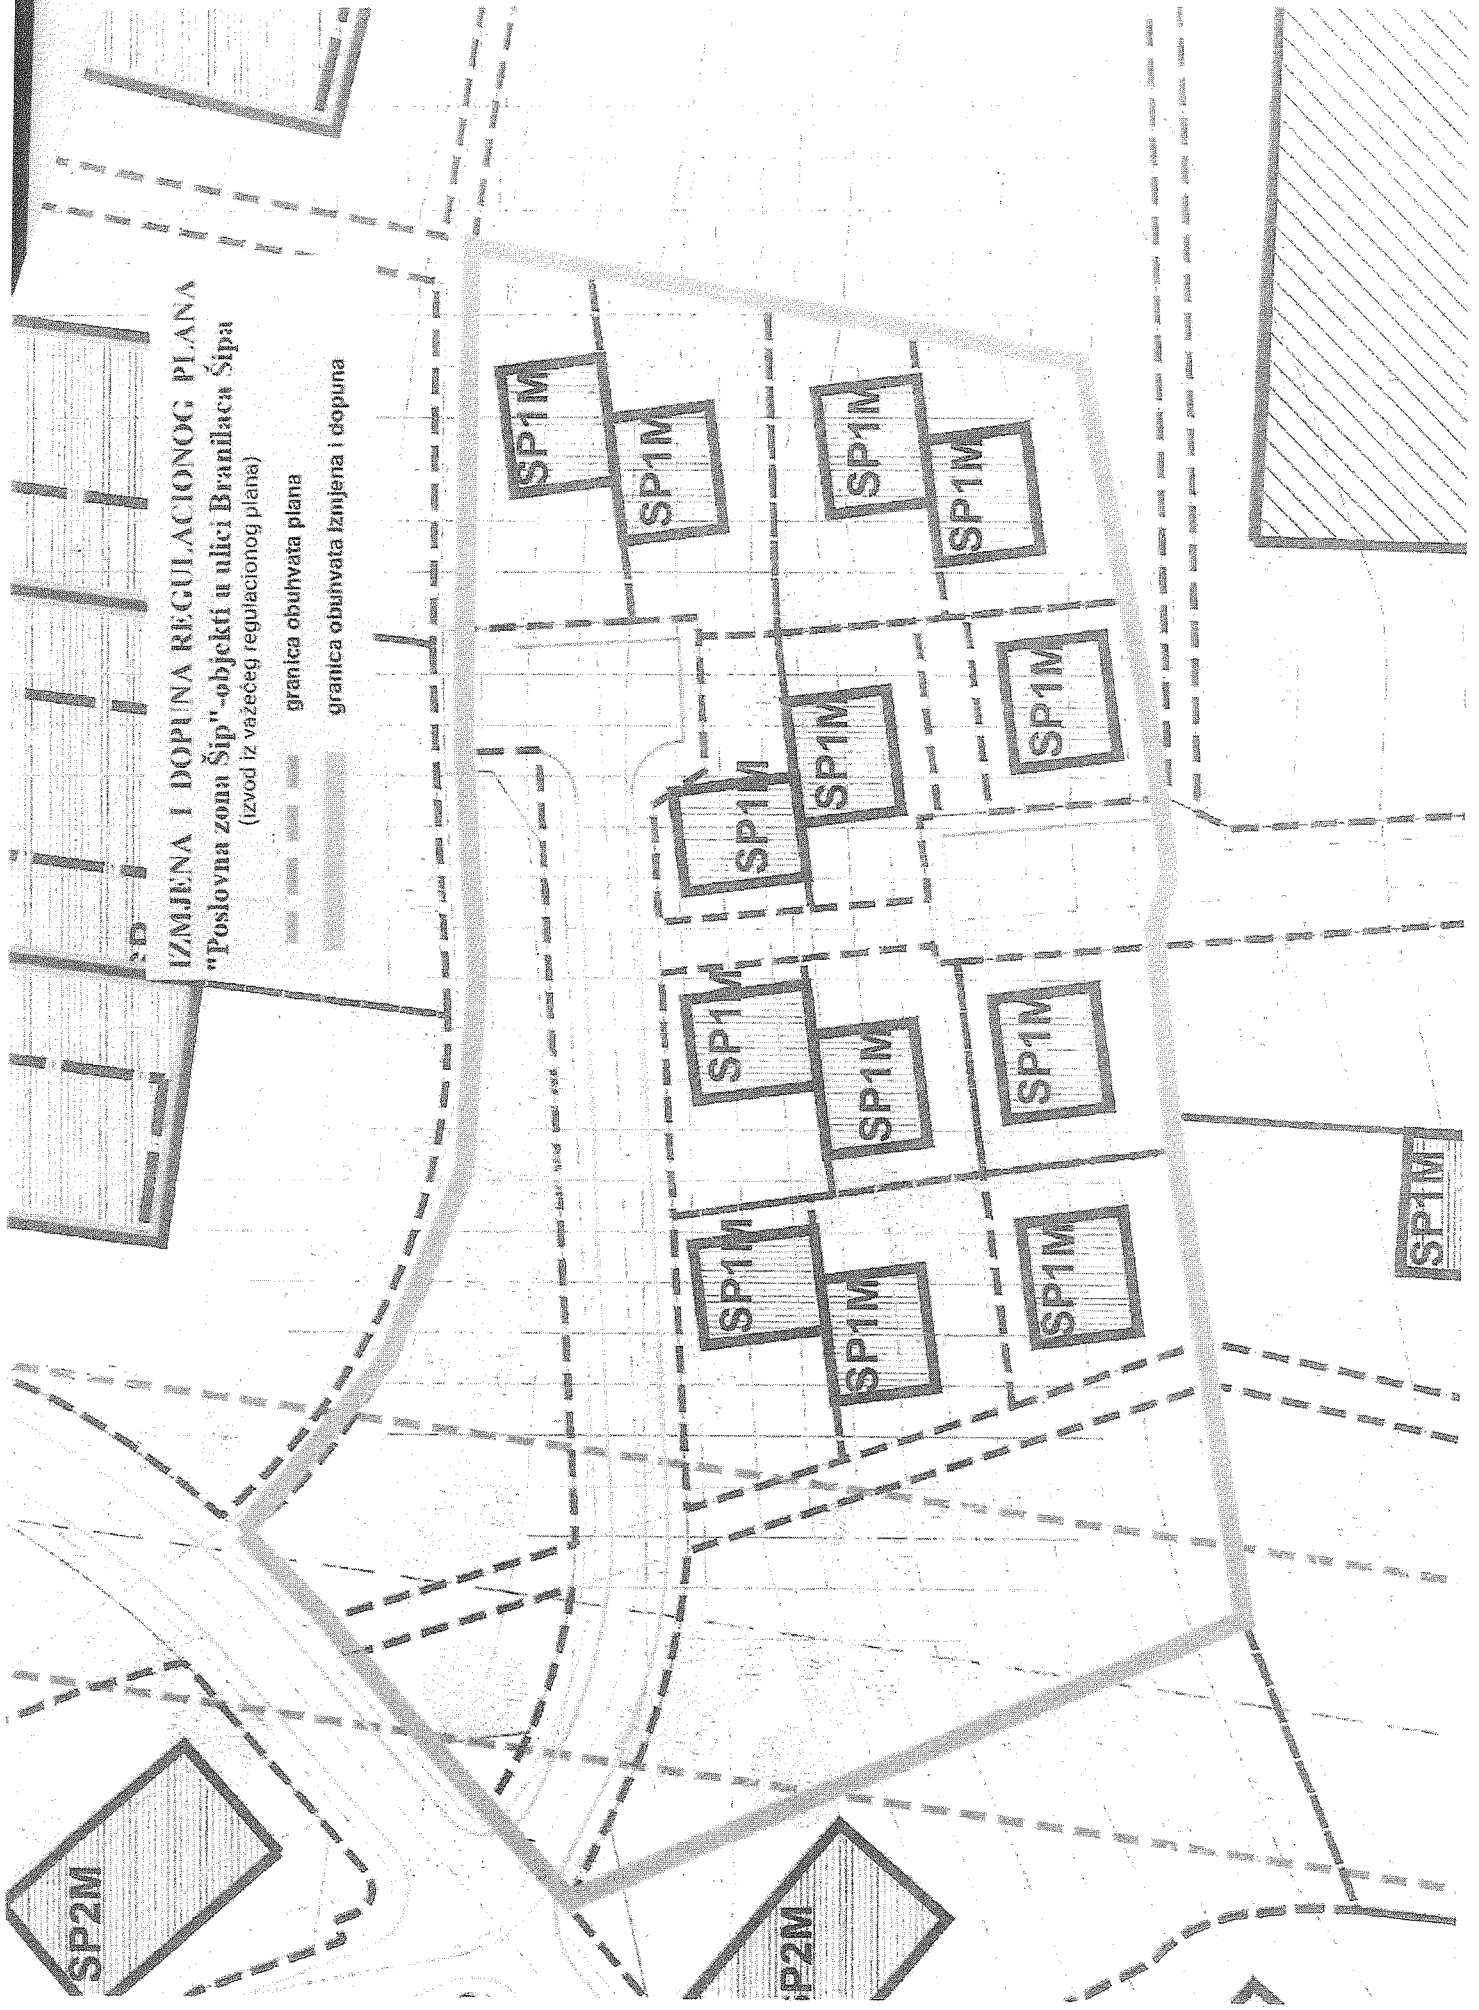 IZMJENA I DOPUNA REGULACIONOG PLANA
"Poslovna zona Šip"-objekti u ulici Branilaca Šipa
(izvod iz važećeg regulacionog plana)
granica obuhvata plana
granica obuhvata Izmjena i dopuna
SP1M
SP1M
SP1M
SP1M
SP1M
SP1M
SP1M
SP1M
SP1M
SP1M
SP1M
SP1M
SP1M
SP1M
SP2M
P2M